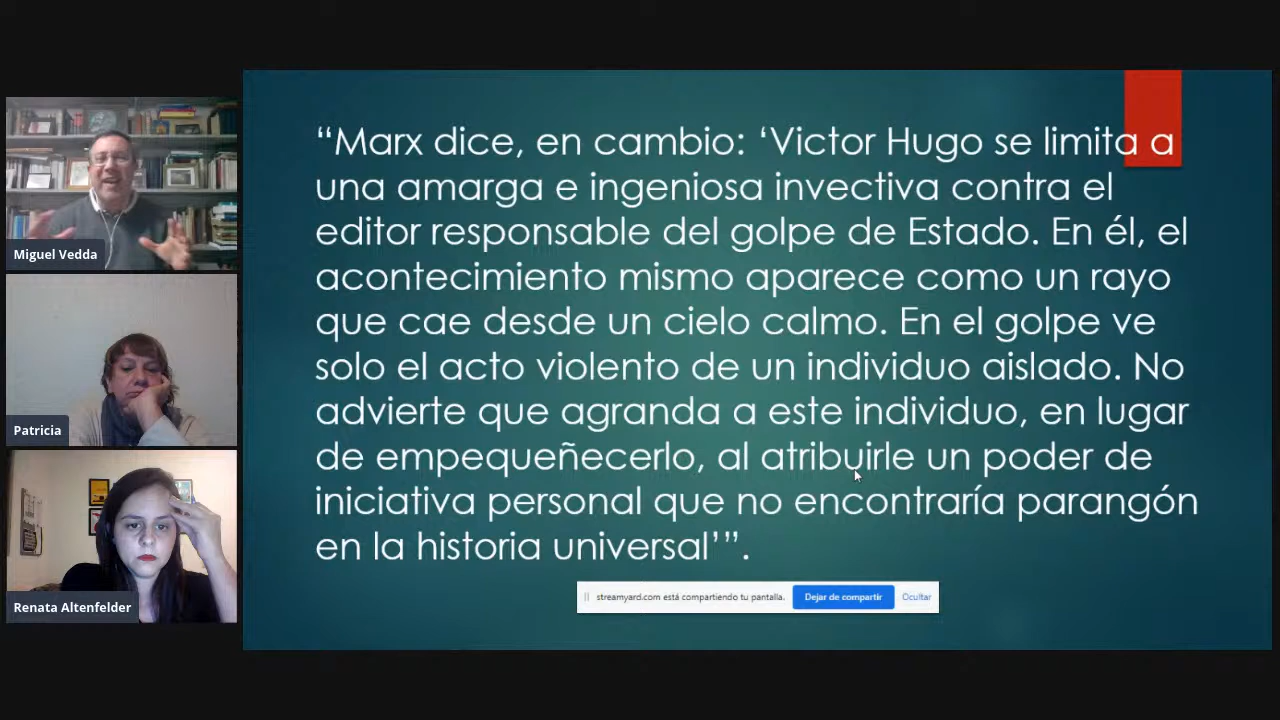 “Marx dice, en cambio: ‘Victor Hugo se limita a
una amarga e ingeniosa invectiva contra el
editor responsable del golpe de Estado. En él, el
acontecimiento mismo aparece como un rayo
que cae desde un cielo calmo. En el golpe ve
solo el acto violento de un individuo aislado. No
advierte que agranda a este individuo, en lugar
de empequeñecerlo, al atribuirle un poder de
iniciativa personal que no encontraría parangón
en la historia universal’”.
streamyard.com está compartiendo tu pantalla.
Dejar de compartir
Ocultar
Miguel Vedda
Patricia
Renata Altenfelder